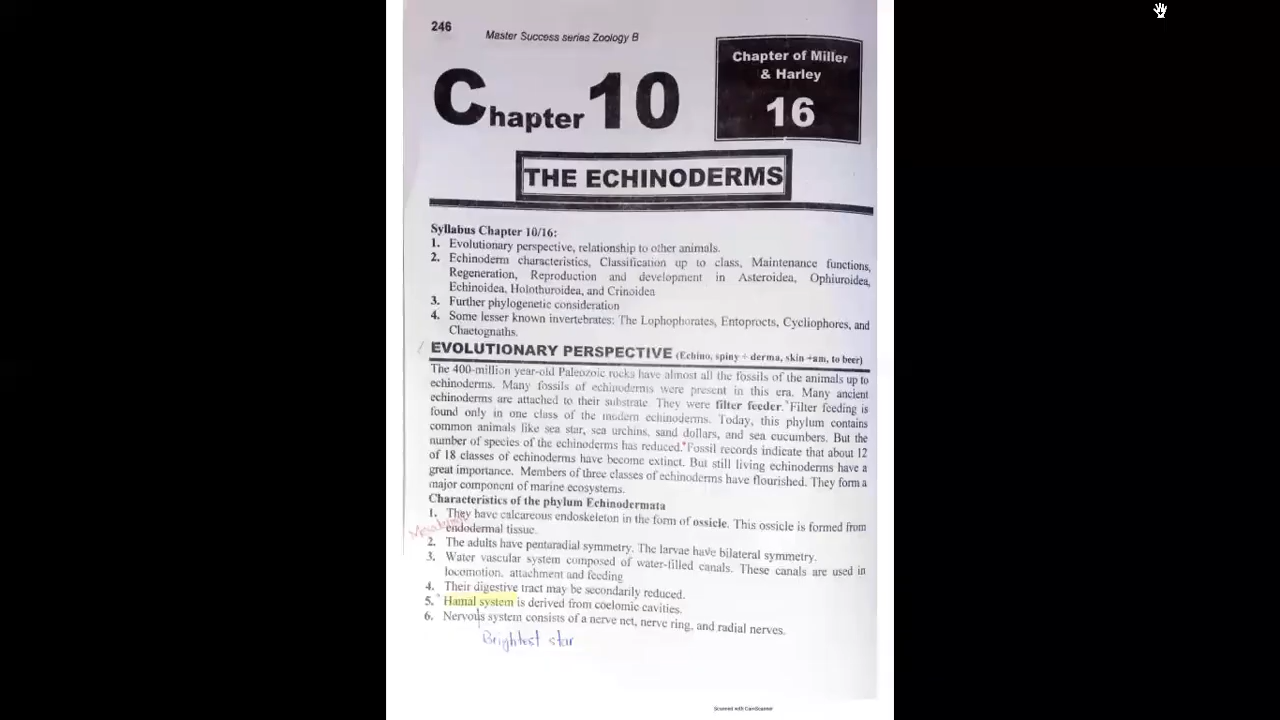 246
Master Success series Zoology B
Chapter 10
Chapter of Miller
& Harley
16
THE ECHINODERMS
Syllabus Chapter 10/16:
1. Evolutionary perspective, relationship to other animals.
2. Echinoderm characteristics, Classification up to class, Maintenance functions,
Regeneration, Reproduction and development in Asteroidea, Ophiuroidea,
Echinoidea, Holothuroidea, and Crinoidea
3. Further phylogenetic consideration
4. Some lesser known invertebrates: The Lophophorates, Entoprocts, Cycliophores, and
Chaetognaths.
EVOLUTIONARY PERSPECTIVE (Echino, spiny + derma, skin +am, to beer)
The 400-million year-old Paleozoic rocks have almost all the fossils of the animals up to
echinoderms. Many fossils of echinoderms were present in this era. Many ancient
echinoderms are attached to their substrate. They were filter feeder. Filter feeding is
found only in one class of the modern echinoderms. Today, this phylum contains
common animals like sea star, sea urchins, sand dollars, and sea cucumbers. But the
number of species of the echinoderms has reduced. Fossil records indicate that about 12
of 18 classes of echinoderms have become extinct. But still living echinoderms have a
great importance. Members of three classes of echinoderms have flourished. They form a
major component of marine ecosystems.
Characteristics of the phylum Echinodermata
1. They have calcareous endoskeleton in the form of ossicle. This ossicle is formed from
endodermal tissue.
2. The adults have pentaradial symmetry. The larvae have bilateral symmetry.
3. Water vascular system composed of water-filled canals. These canals are used in
locomotion, attachment and feeding
4. Their digestive tract may be secondarily reduced.
5. Hamal system is derived from coelomic cavities.
6. Nervous system consists of a nerve net, nerve ring, and radial nerves.
Brightest star
Scanned with CamScanner